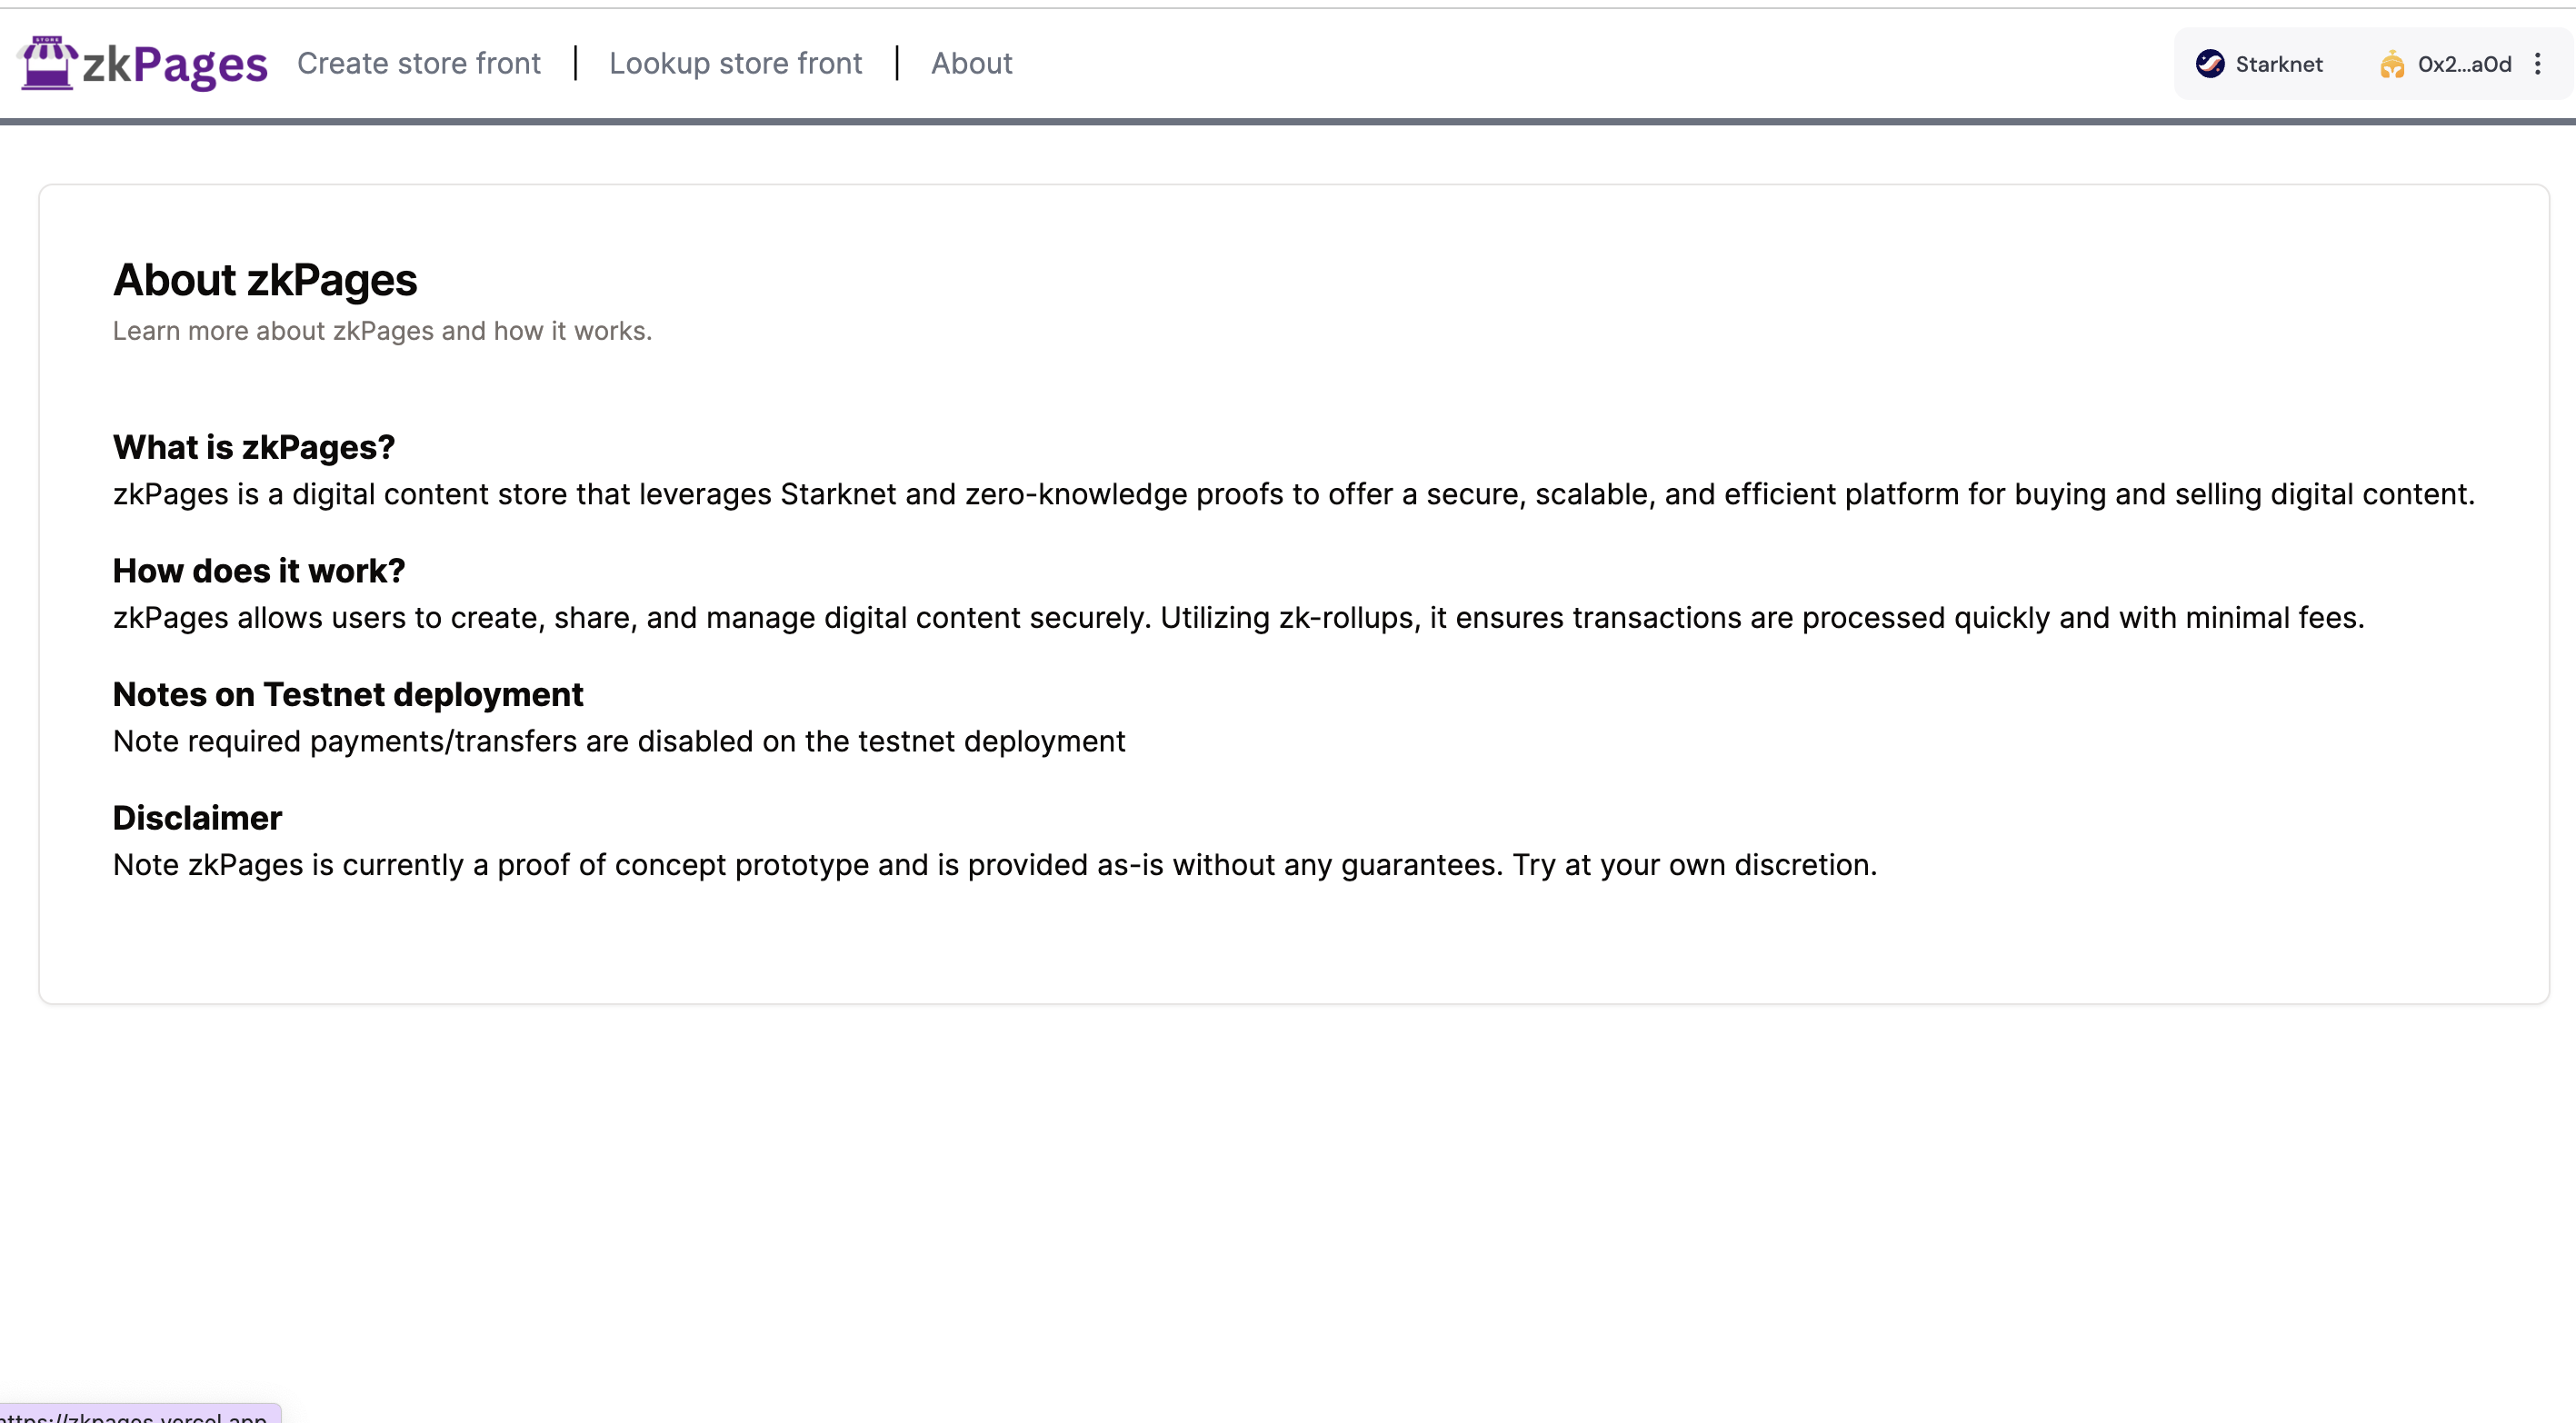 STORE
zkPages
Create store front | Lookup store front | About
Starknet
0x2...a0d
About zkPages
Learn more about zkPages and how it works.
What is zkPages?
zkPages is a digital content store that leverages Starknet and zero-knowledge proofs to offer a secure, scalable, and efficient platform for buying and selling digital content.
How does it work?
zkPages allows users to create, share, and manage digital content securely. Utilizing zk-rollups, it ensures transactions are processed quickly and with minimal fees.
Notes on Testnet deployment
Note required payments/transfers are disabled on the testnet deployment
Disclaimer
Note zkPages is currently a proof of concept prototype and is provided as-is without any guarantees. Try at your own discretion.
https://zkpages.vercel.app